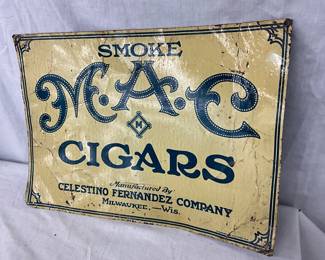 SMOKE
M.A.C
H
CIGARS
Manufactured By
CELESTINO FERNANDEZ COMPANY
MILWAUKEE,—WIS.